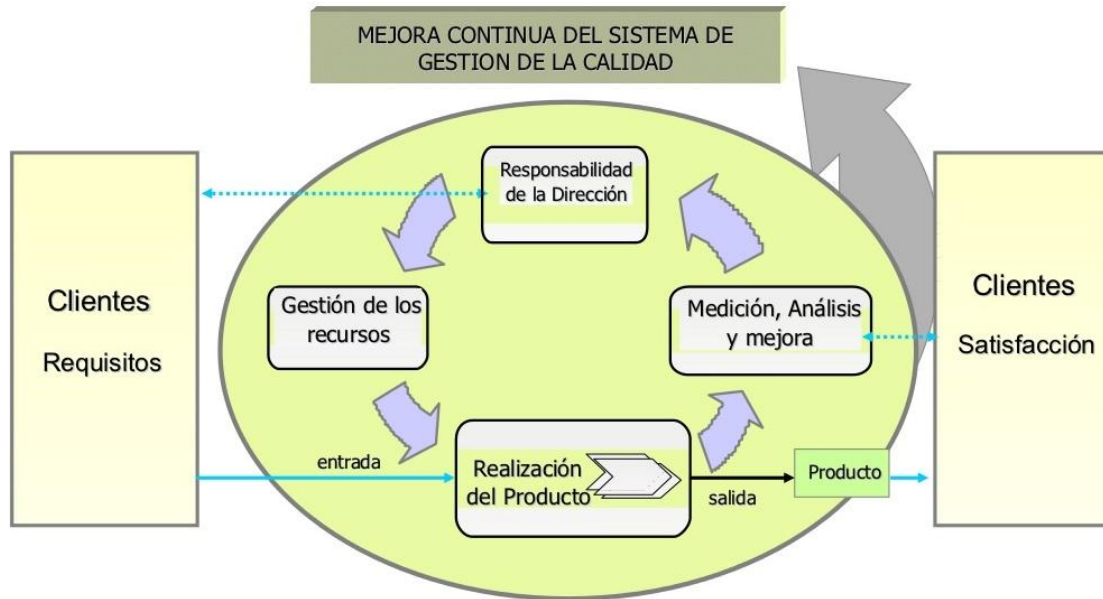 MEJORA CONTINUA DEL SISTEMA DE
GESTION DE LA CALIDAD
Responsabilidad
de la Dirección
Clientes
Requisitos
Gestión de los
recursos
Medición, Análisis
y mejora
Clientes
Satisfacción
entrada
Realización
del Producto
salida
Producto